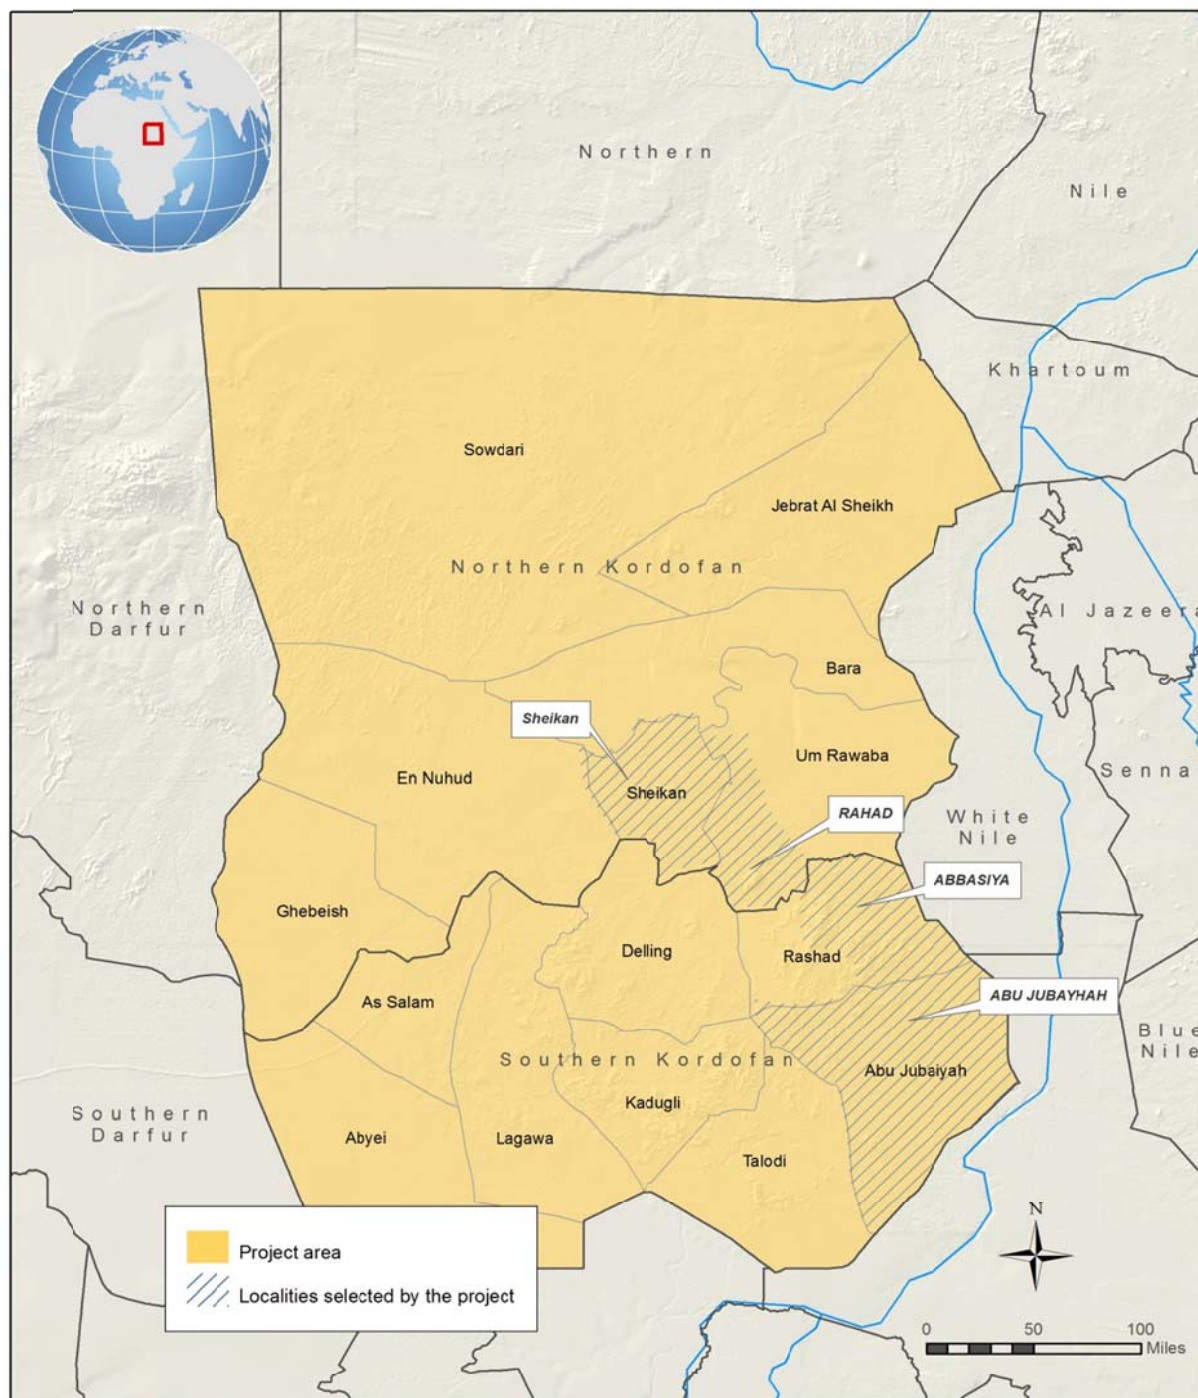 Northern
Nile
Khartoum
Sowdari
Jebrat Al Sheikh
Northern Kordofan
Northern
Darfur
Al Jazeera
Bara
Sheikan
Um Rawaba
En Nuhud
Sheikan
Senna
RAHAD
White
Nile
ABBASIYA
Ghebeish
Delling
Rashad
As Salam
ABU JUBAYHAH
Blue
Nile
Southern Kordofan
Abu Jubaiyah
Kadugli
Southern
Darfur
Abyei
Lagawa
Talodi
N
Project area
Localities selected by the project
0 50 100
Miles